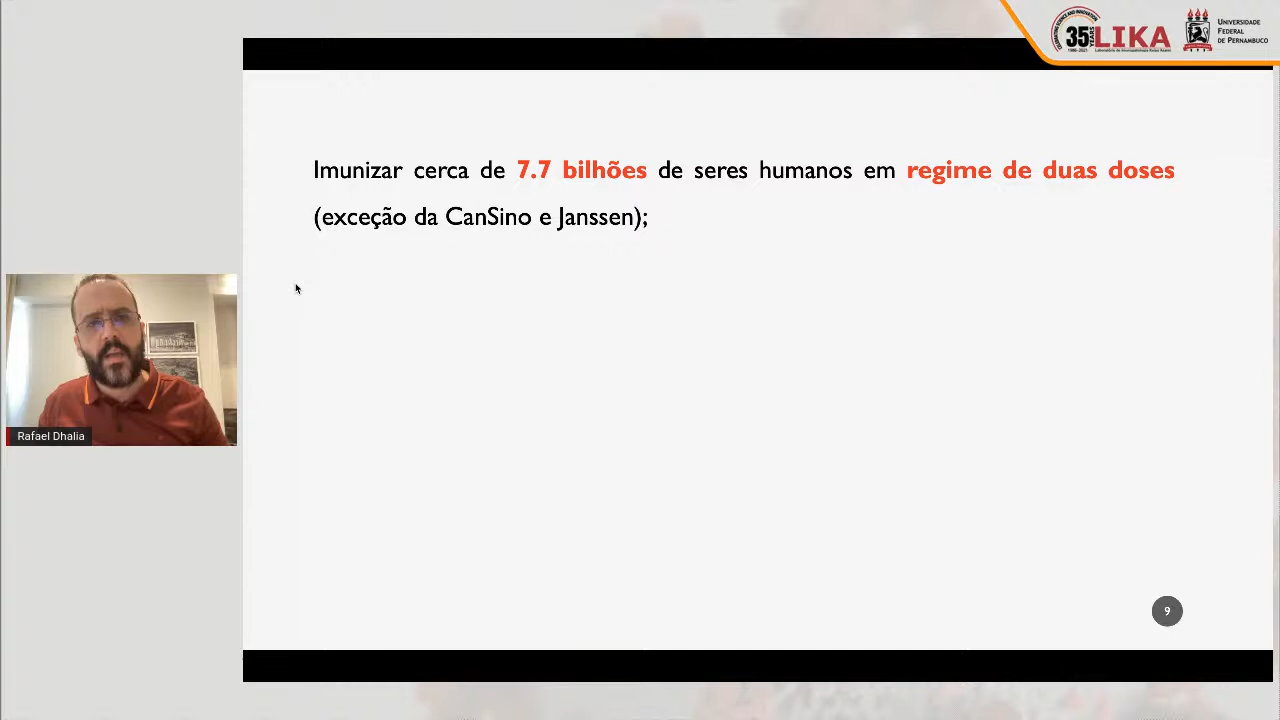 35 LIKA
UNIVERSIDADE
FEDERAL
DE PERNAMBUCO
Imunizar cerca de 7.7 bilhões de seres humanos em regime de duas doses
(exceção da CanSino e Janssen);
Rafael Dhalia
9